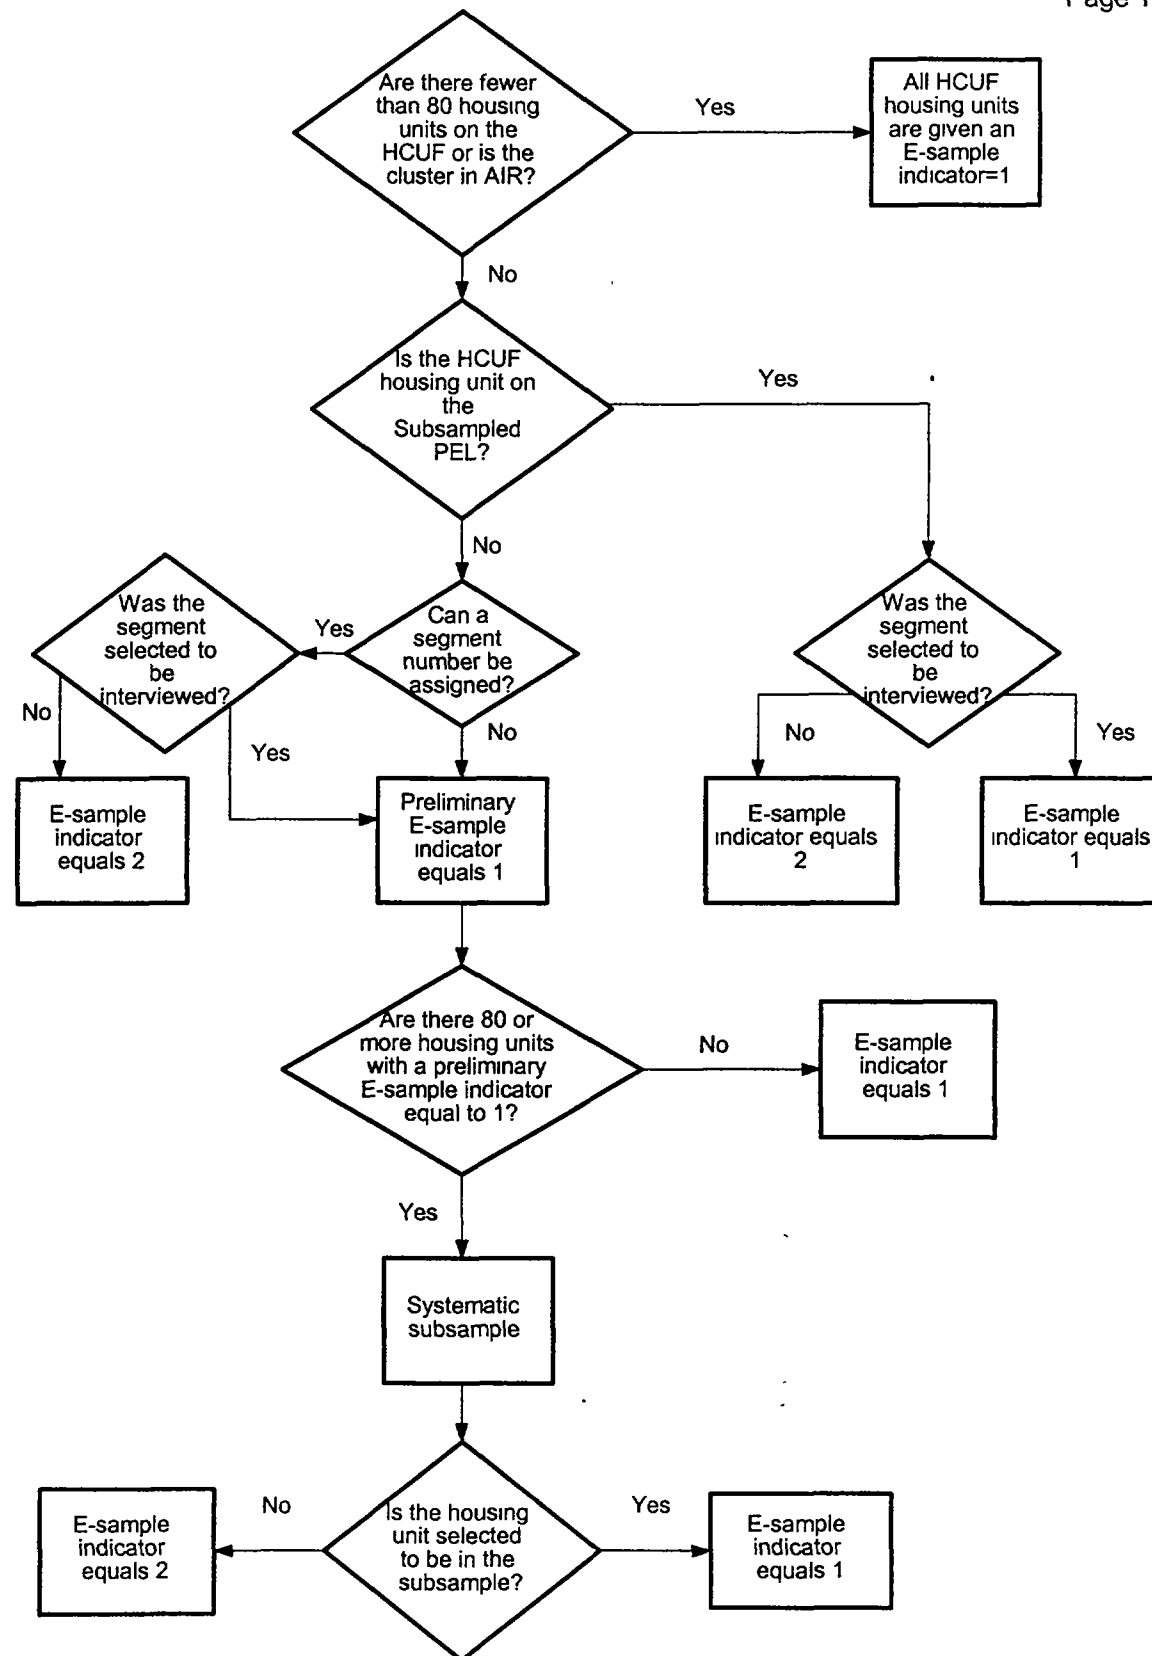 Page 1
Are there fewer
than 80 housing
units on the
HCUF or is the
cluster in AIR?
Yes
All HCUF
housing units
are given an
E-sample
indicator=1
No
Is the HCUF
housing unit on
the
Subsampled
PEL?
Yes
No
Was the
segment
selected to
be
interviewed?
Yes
Can a
segment
number be
assigned?
Was the
segment
selected to
be
interviewed?
No
Yes
No
No
Yes
E-sample
indicator
equals 2
Preliminary
E-sample
indicator
equals 1
E-sample
indicator equals
2
E-sample
indicator equals
1
Are there 80 or
more housing units
with a preliminary
E-sample indicator
equal to 1?
No
E-sample
indicator
equals 1
Yes
Systematic
subsample
E-sample
indicator
equals 2
No
Is the housing
unit selected
to be in the
subsample?
Yes
E-sample
indicator
equals 1